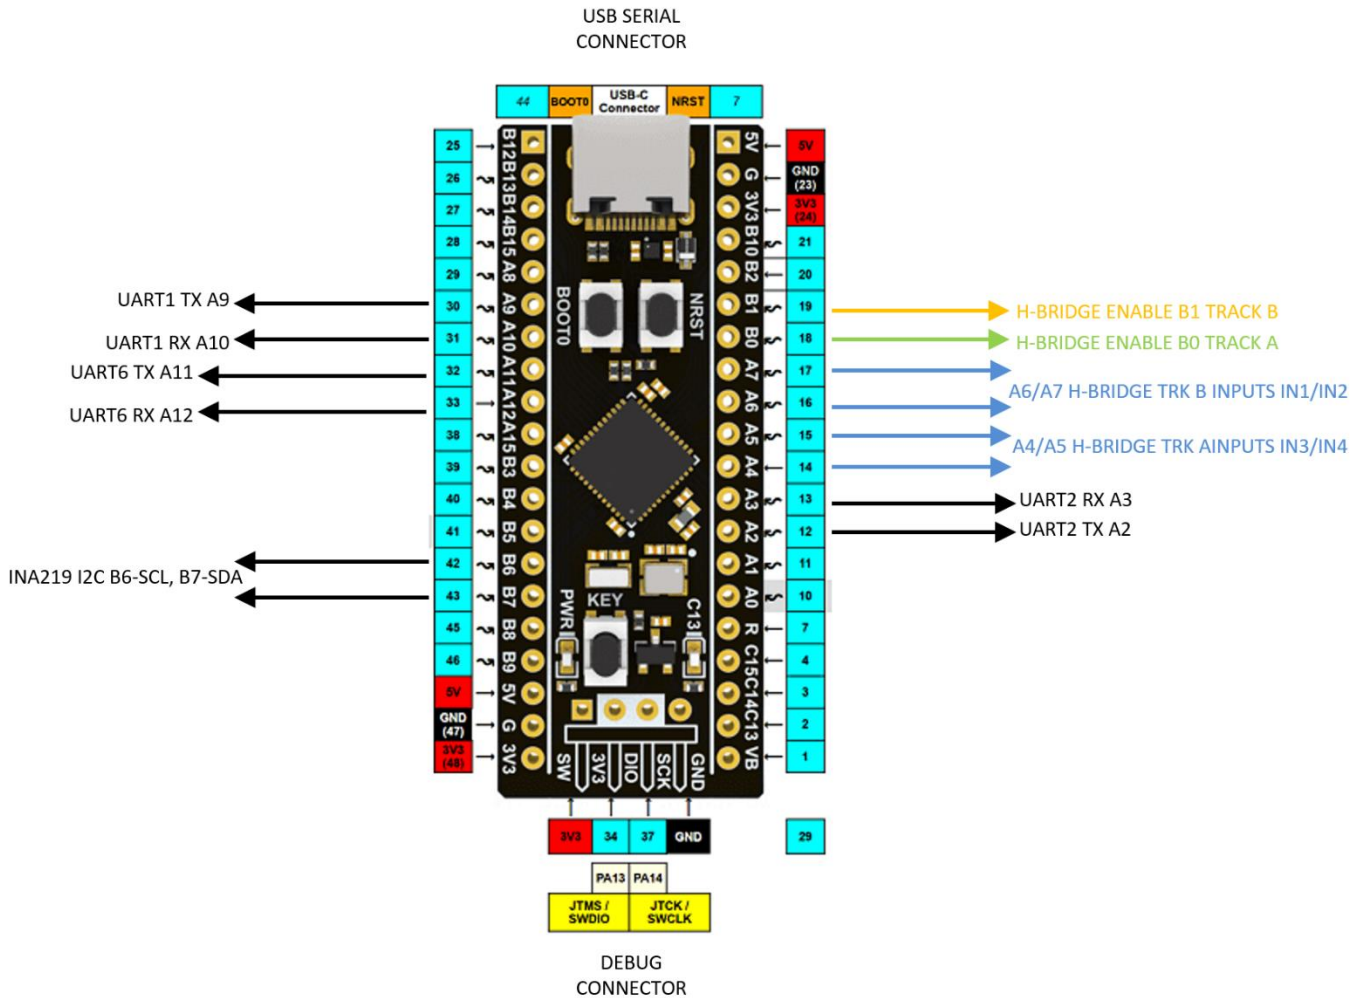 USB SERIAL
CONNECTOR
44
BOOT0
USB-C
Connector
NRST
7
25
B12
5V
5V
26
B13
G
GND
(23)
27
B14
3V3
3V3
(24)
28
B15
B10
21
29
A8
B2
20
UART1 TX A9
30
A9
BOOT0
NRST
B1
19
H-BRIDGE ENABLE B1 TRACK B
UART1 RX A10
31
A10
B0
18
H-BRIDGE ENABLE B0 TRACK A
UART6 TX A11
32
A11
A7
17
UART6 RX A12
33
A12
A6
16
A6/A7 H-BRIDGE TRK B INPUTS IN1/IN2
38
A15
A5
15
A4/A5 H-BRIDGE TRK AINPUTS IN3/IN4
39
B3
A4
14
40
B4
A3
13
UART2 RX A3
41
B5
A2
12
UART2 TX A2
42
B6
A1
11
INA219 I2C B6-SCL, B7-SDA
43
B7
PWR
KEY
C13
A0
10
45
B8
R
7
46
B9
C15
4
5V
5V
C14
3
GND
(47)
G
C13
2
3V3
(48)
3V3
VB
1
SW
3V3
DIO
SCK
GND
3V3
34
37
GND
29
PA13
PA14
JTMS /
SWDIO
JTCK /
SWCLK
DEBUG
CONNECTOR